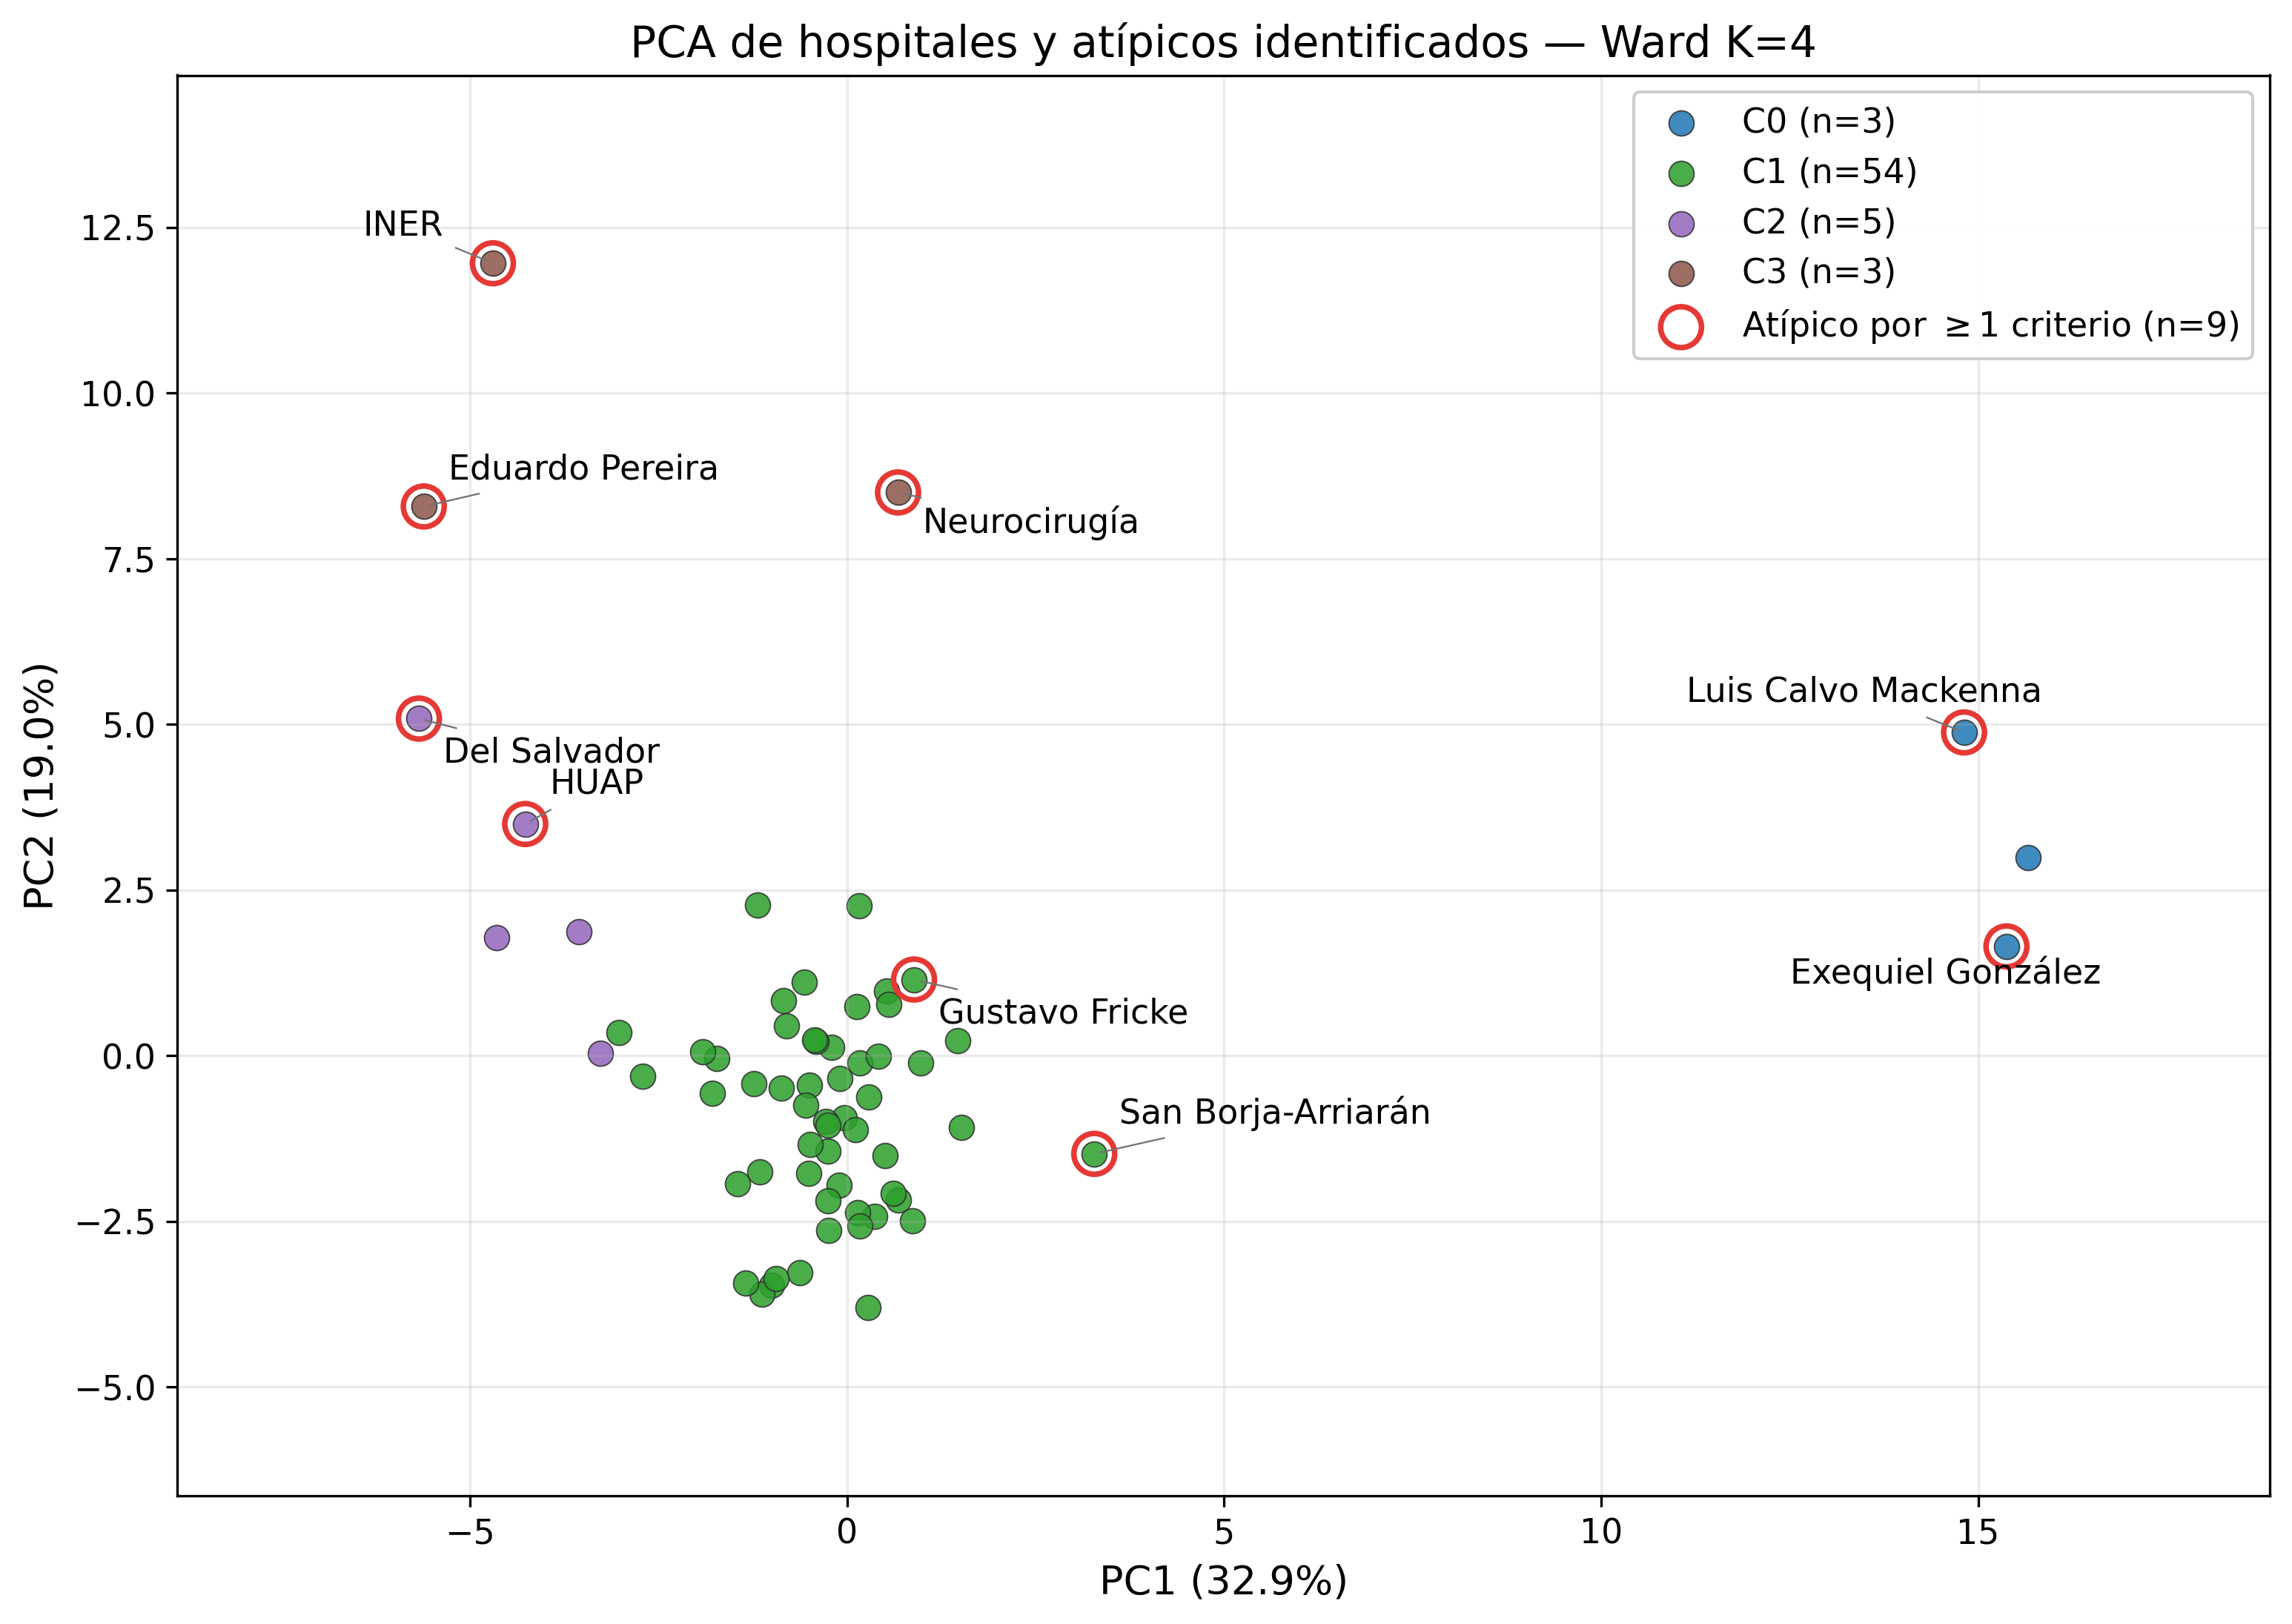 PCA de hospitales y atípicos identificados — Ward K=4
C0 (n=3)
C1 (n=54)
C2 (n=5)
C3 (n=3)
Atípico por ≥1 criterio (n=9)
INER
Eduardo Pereira
Neurocirugía
Luis Calvo Mackenna
Del Salvador
HUAP
Exequiel González
Gustavo Fricke
San Borja-Arriarán
12.5
10.0
7.5
5.0
2.5
0.0
−2.5
−5.0
PC2 (19.0%)
−5
0
5
10
15
PC1 (32.9%)